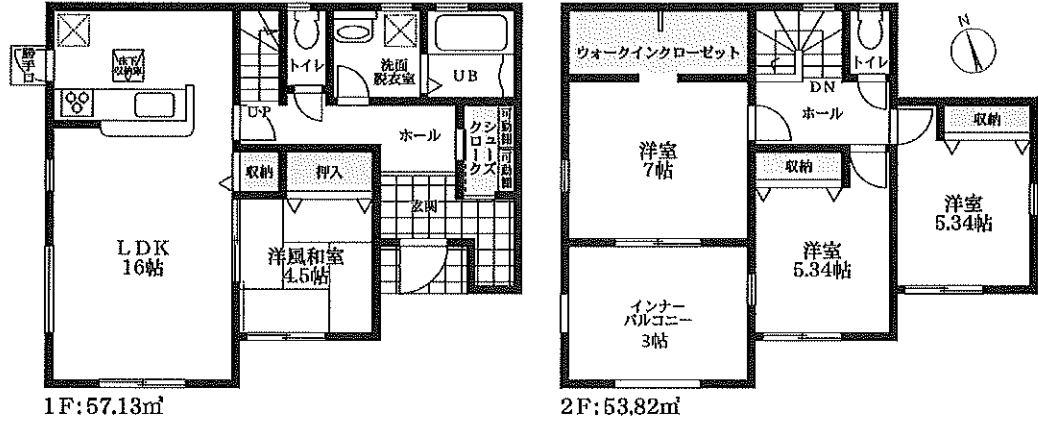 勝手口
床下
収納庫
UP
トイレ
洗面
脱衣室
UB
ホール
シューズ
クローク
可動棚
可動棚
収納
押入
玄関
LDK
16帖
洋風和室
4.5帖
1F:57.13㎡
ウォークインクローゼット
DN
トイレ
ホール
N
洋室
7帖
収納
収納
洋室
5.34帖
洋室
5.34帖
インナー
バルコニー
3帖
2F:53.82㎡